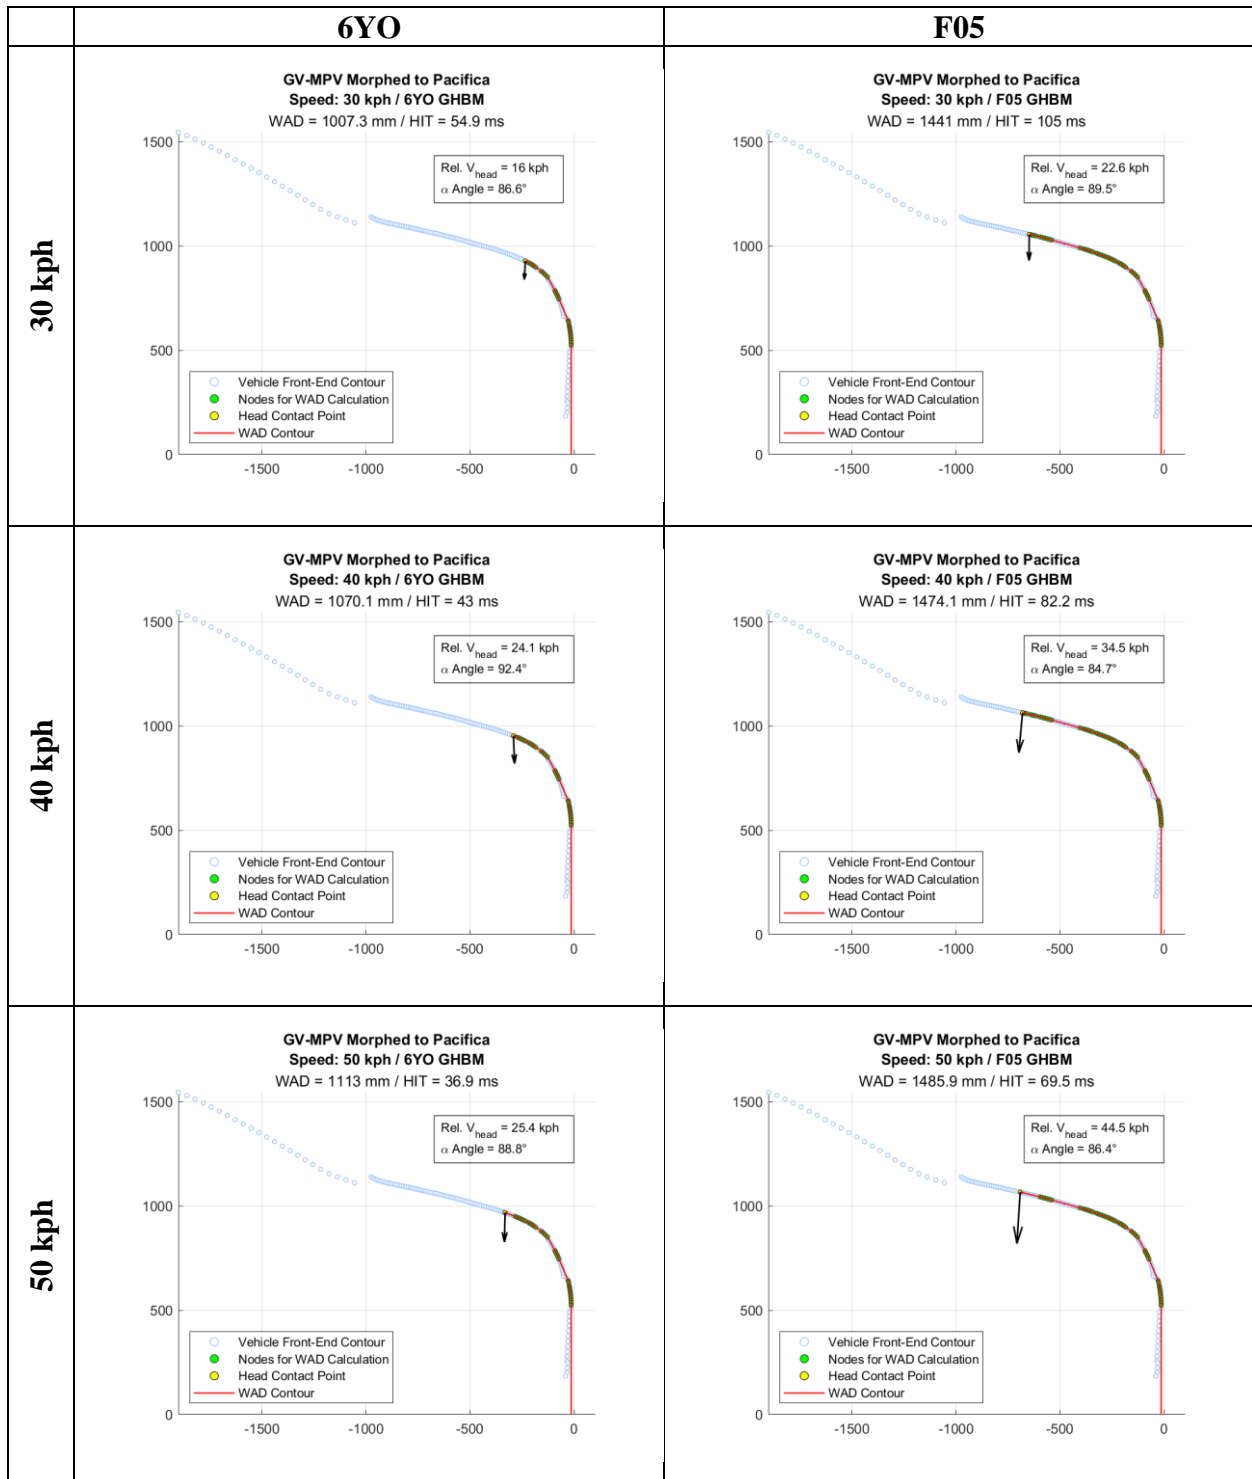 6YO
F05
30 kph
GV-MPV Morphed to Pacifica
Speed: 30 kph / 6YO GHBM
WAD = 1007.3 mm / HIT = 54.9 ms
Rel. V_head = 16 kph
α Angle = 86.6°
1500
1000
500
0
Vehicle Front-End Contour
Nodes for WAD Calculation
Head Contact Point
WAD Contour
-1500 -1000 -500 0
GV-MPV Morphed to Pacifica
Speed: 30 kph / F05 GHBM
WAD = 1441 mm / HIT = 105 ms
Rel. V_head = 22.6 kph
α Angle = 89.5°
1500
1000
500
0
Vehicle Front-End Contour
Nodes for WAD Calculation
Head Contact Point
WAD Contour
-1500 -1000 -500 0
40 kph
GV-MPV Morphed to Pacifica
Speed: 40 kph / 6YO GHBM
WAD = 1070.1 mm / HIT = 43 ms
Rel. V_head = 24.1 kph
α Angle = 92.4°
1500
1000
500
0
Vehicle Front-End Contour
Nodes for WAD Calculation
Head Contact Point
WAD Contour
-1500 -1000 -500 0
GV-MPV Morphed to Pacifica
Speed: 40 kph / F05 GHBM
WAD = 1474.1 mm / HIT = 82.2 ms
Rel. V_head = 34.5 kph
α Angle = 84.7°
1500
1000
500
0
Vehicle Front-End Contour
Nodes for WAD Calculation
Head Contact Point
WAD Contour
-1500 -1000 -500 0
50 kph
GV-MPV Morphed to Pacifica
Speed: 50 kph / 6YO GHBM
WAD = 1113 mm / HIT = 36.9 ms
Rel. V_head = 25.4 kph
α Angle = 88.8°
1500
1000
500
0
Vehicle Front-End Contour
Nodes for WAD Calculation
Head Contact Point
WAD Contour
-1500 -1000 -500 0
GV-MPV Morphed to Pacifica
Speed: 50 kph / F05 GHBM
WAD = 1485.9 mm / HIT = 69.5 ms
Rel. V_head = 44.5 kph
α Angle = 86.4°
1500
1000
500
0
Vehicle Front-End Contour
Nodes for WAD Calculation
Head Contact Point
WAD Contour
-1500 -1000 -500 0